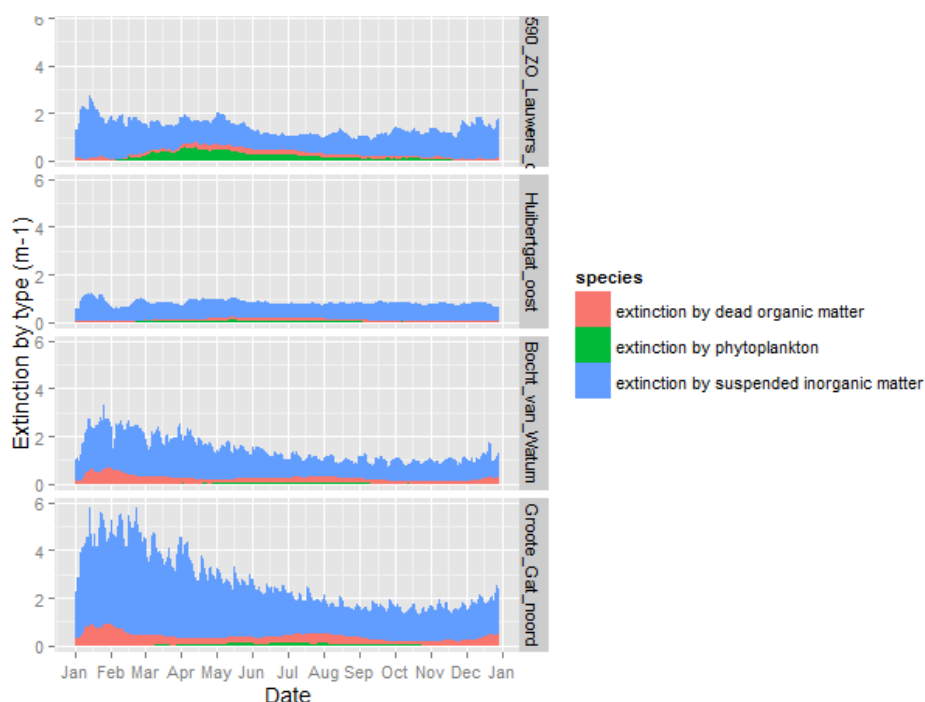 6
4
2
0
590_ZO_Lauwers_
6
4
2
0
Huibertgat_oost
6
4
2
0
Bocht_van_Watum
6
4
2
0
Groote_Gat_noord
Extinction by type (m-1)
Jan Feb Mar Apr May Jun Jul Aug Sep Oct Nov Dec Jan
Date
species
extinction by dead organic matter
extinction by phytoplankton
extinction by suspended inorganic matter